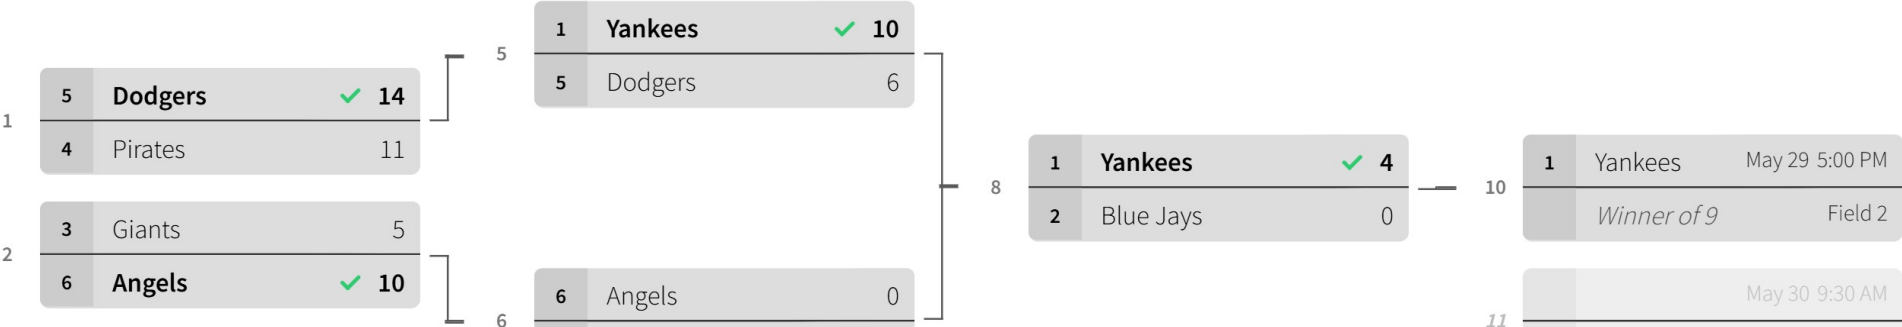 1
5 Dodgers 14
4 Pirates 11
2
3 Giants 5
6 Angels 10
5
1 Yankees 10
5 Dodgers 6
6
6 Angels 0
8
1 Yankees 4
2 Blue Jays 0
10
1 Yankees May 29 5:00 PM
Winner of 9 Field 2
11
May 30 9:30 AM